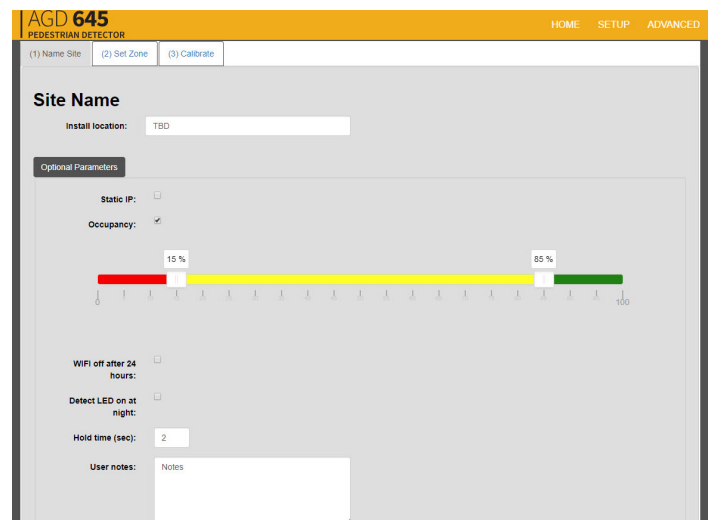 AGD 645
PEDESTRIAN DETECTOR
HOME SETUP ADVANCED
(1) Name Site (2) Set Zone (3) Calibrate
Site Name
Install location: TBD
Optional Parameters
Static IP:
Occupancy:
15 % 85 %
0 100
WIFI off after 24
hours:
Detect LED on at
night:
Hold time (sec): 2
User notes: Notes